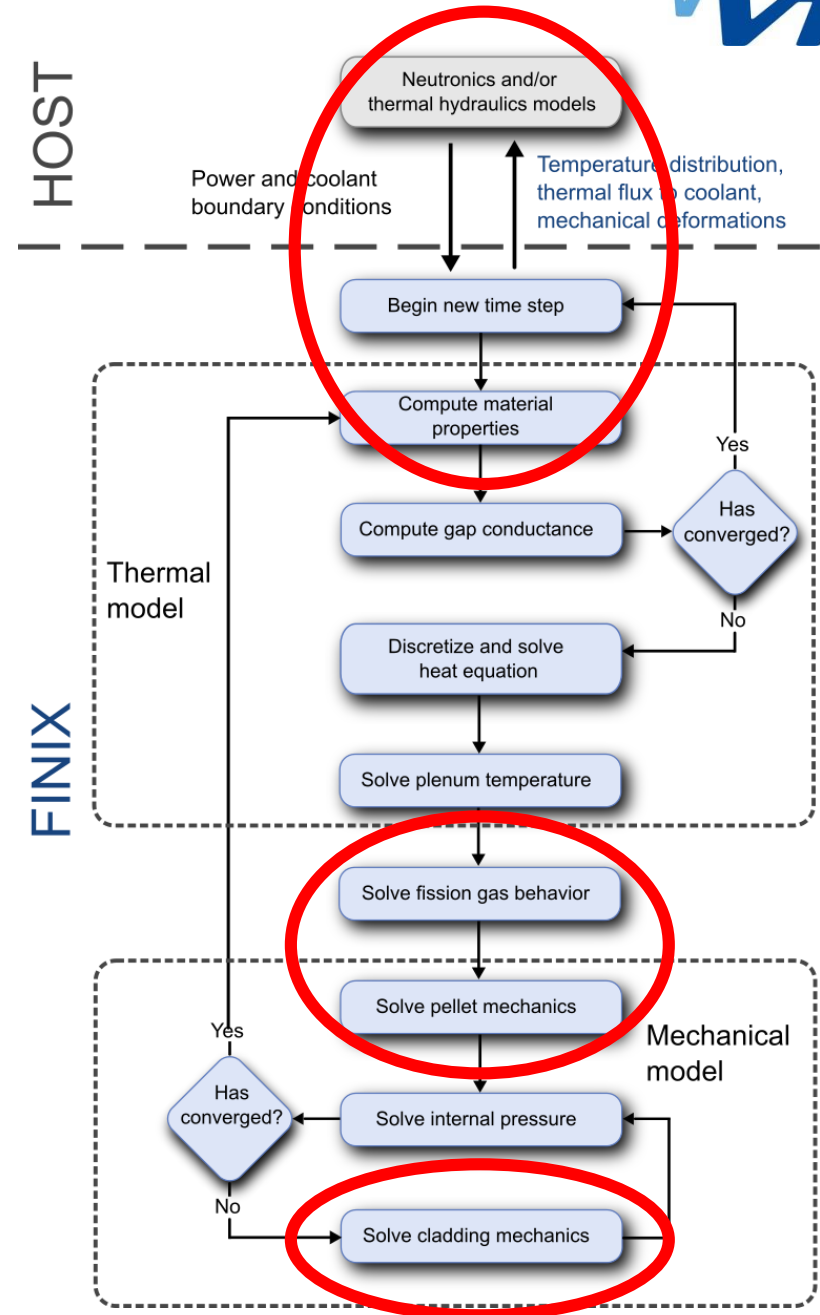 HOST
Neutronics and/or
thermal hydraulics models
Power and coolant
boundary conditions
Temperature distribution,
thermal flux to coolant,
mechanical deformations
Begin new time step
Compute material
properties
Yes
Compute gap conductance
Has
converged?
Thermal
model
No
Discretize and solve
heat equation
FINIX
Solve plenum temperature
Solve fission gas behavior
Solve pellet mechanics
Mechanical
model
Yes
Has
converged?
Solve internal pressure
No
Solve cladding mechanics